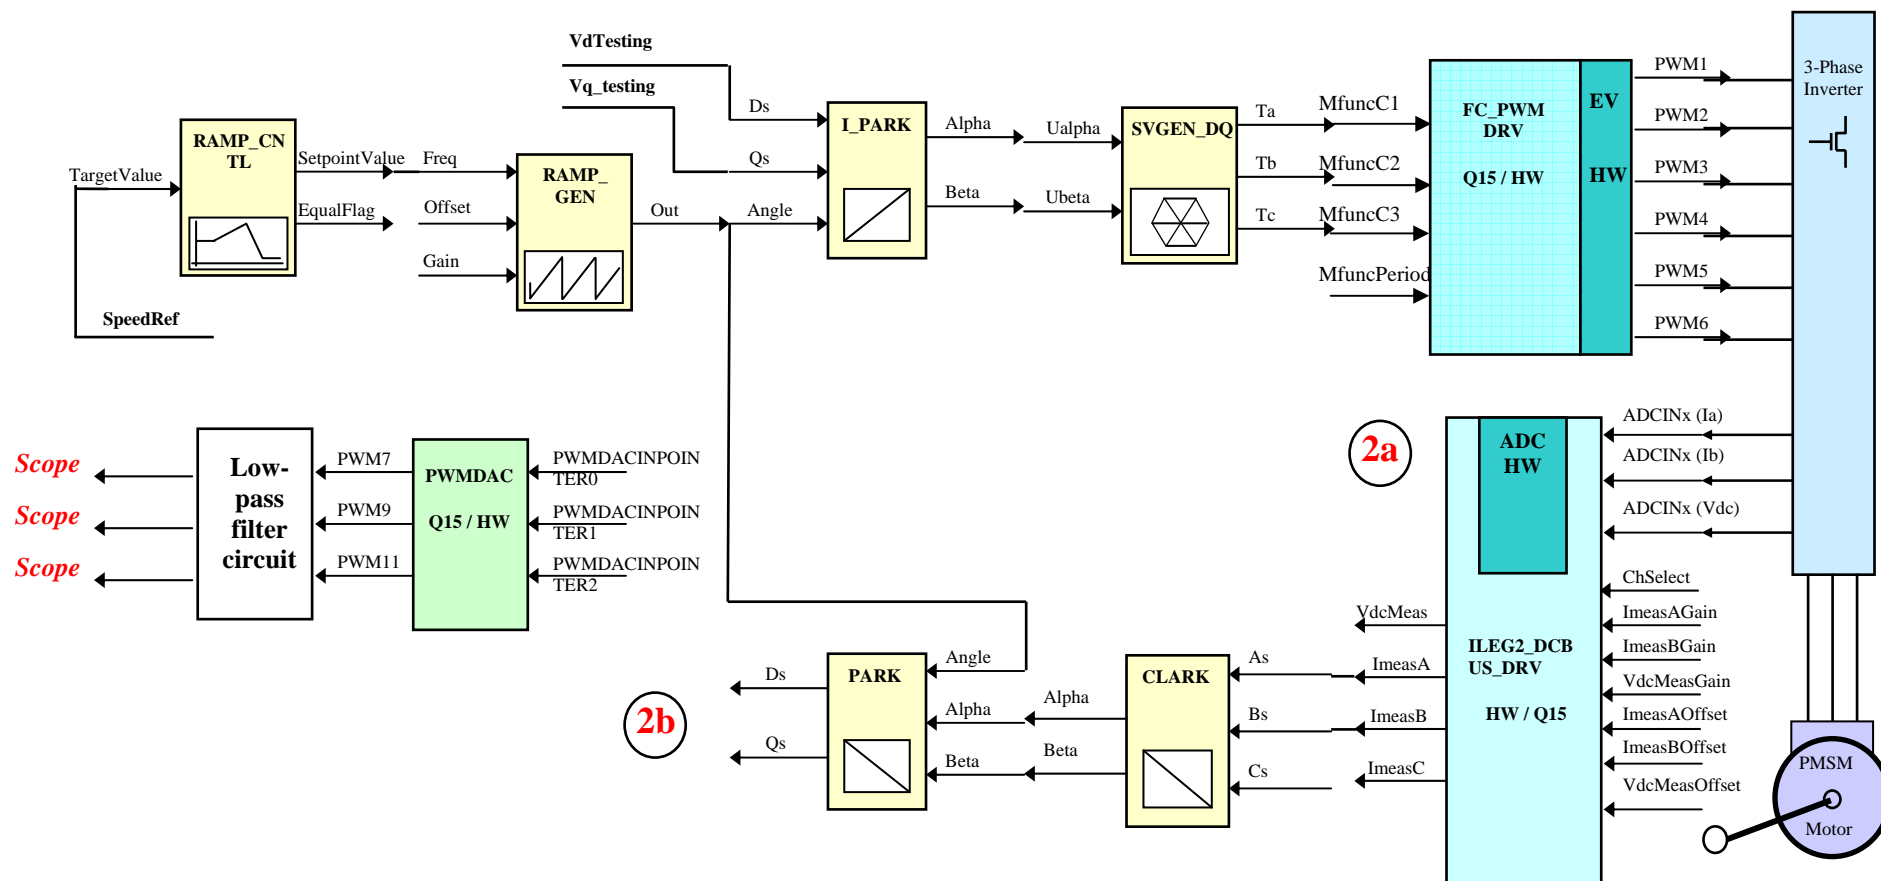 VdTesting
Vq_testing
Ds
Qs
RAMP_CN
TL
TargetValue
SetpointValue
EqualFlag
SpeedRef
Freq
Offset
Gain
RAMP_
GEN
Out
Angle
I_PARK
Alpha
Beta
Ualpha
Ubeta
SVGEN_DQ
Ta
Tb
Tc
MfuncC1
MfuncC2
MfuncC3
MfuncPeriod
FC_PWM
DRV
Q15 / HW
EV
HW
PWM1
PWM2
PWM3
PWM4
PWM5
PWM6
3-Phase
Inverter
Scope
Scope
Scope
Low-
pass
filter
circuit
PWM7
PWM9
PWM11
PWMDAC
Q15 / HW
PWMDACINPOIN
TER0
PWMDACINPOIN
TER1
PWMDACINPOIN
TER2
2a
ADC
HW
ADCINx (Ia)
ADCINx (Ib)
ADCINx (Vdc)
ChSelect
ImeasAGain
ImeasBGain
VdcMeasGain
ImeasAOffset
ImeasBOffset
VdcMeasOffset
ILEG2_DCB
US_DRV
HW / Q15
VdcMeas
ImeasA
ImeasB
ImeasC
As
Bs
Cs
CLARK
Alpha
Beta
Angle
Alpha
Beta
PARK
Ds
Qs
2b
PMSM
Motor